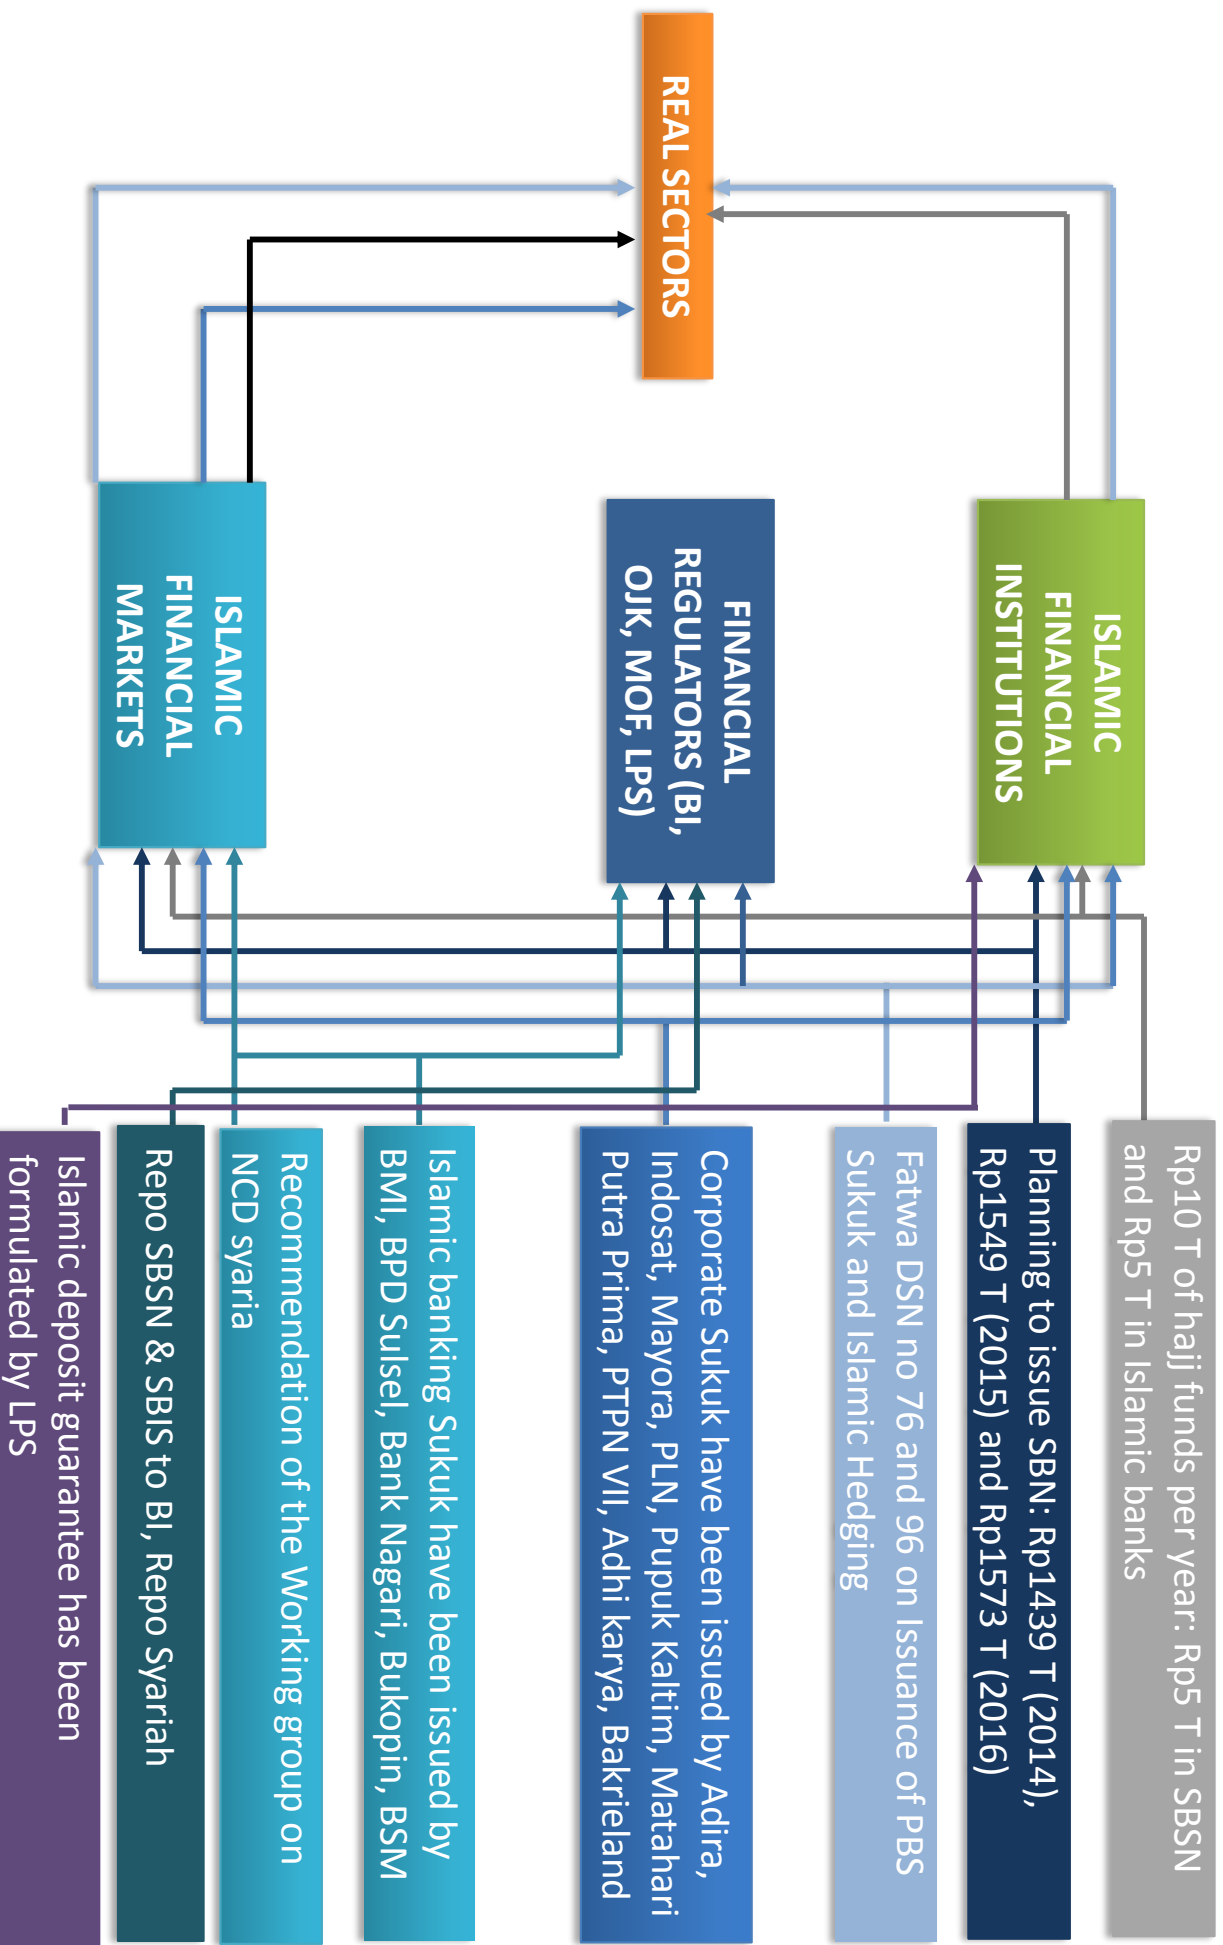 REAL SECTORS
ISLAMIC
FINANCIAL
INSTITUTIONS
FINANCIAL
REGULATORS (BI,
OJK, MOF, LPS)
ISLAMIC
FINANCIAL
MARKETS
Rp10 T of hajj funds per year: Rp5 T in SBSN
and Rp5 T in Islamic banks
Planning to issue SBN: Rp1439 T (2014),
Rp1549 T (2015) and Rp1573 T (2016)
Fatwa DSN no 76 and 96 on Issuance of PBS
Sukuk and Islamic Hedging
Corporate Sukuk have been issued by Adira,
Indosat, Mayora, PLN, Pupuk Kaltim, Matahari
Putra Prima, PTPN VII, Adhi karya, Bakrieland
Islamic banking Sukuk have been issued by
BMI, BPD Sulsel, Bank Nagari, Bukopin, BSM
Recommendation of the Working group on
NCD syaria
Repo SBSN & SBIS to BI, Repo Syariah
Islamic deposit guarantee has been
formulated by LPS